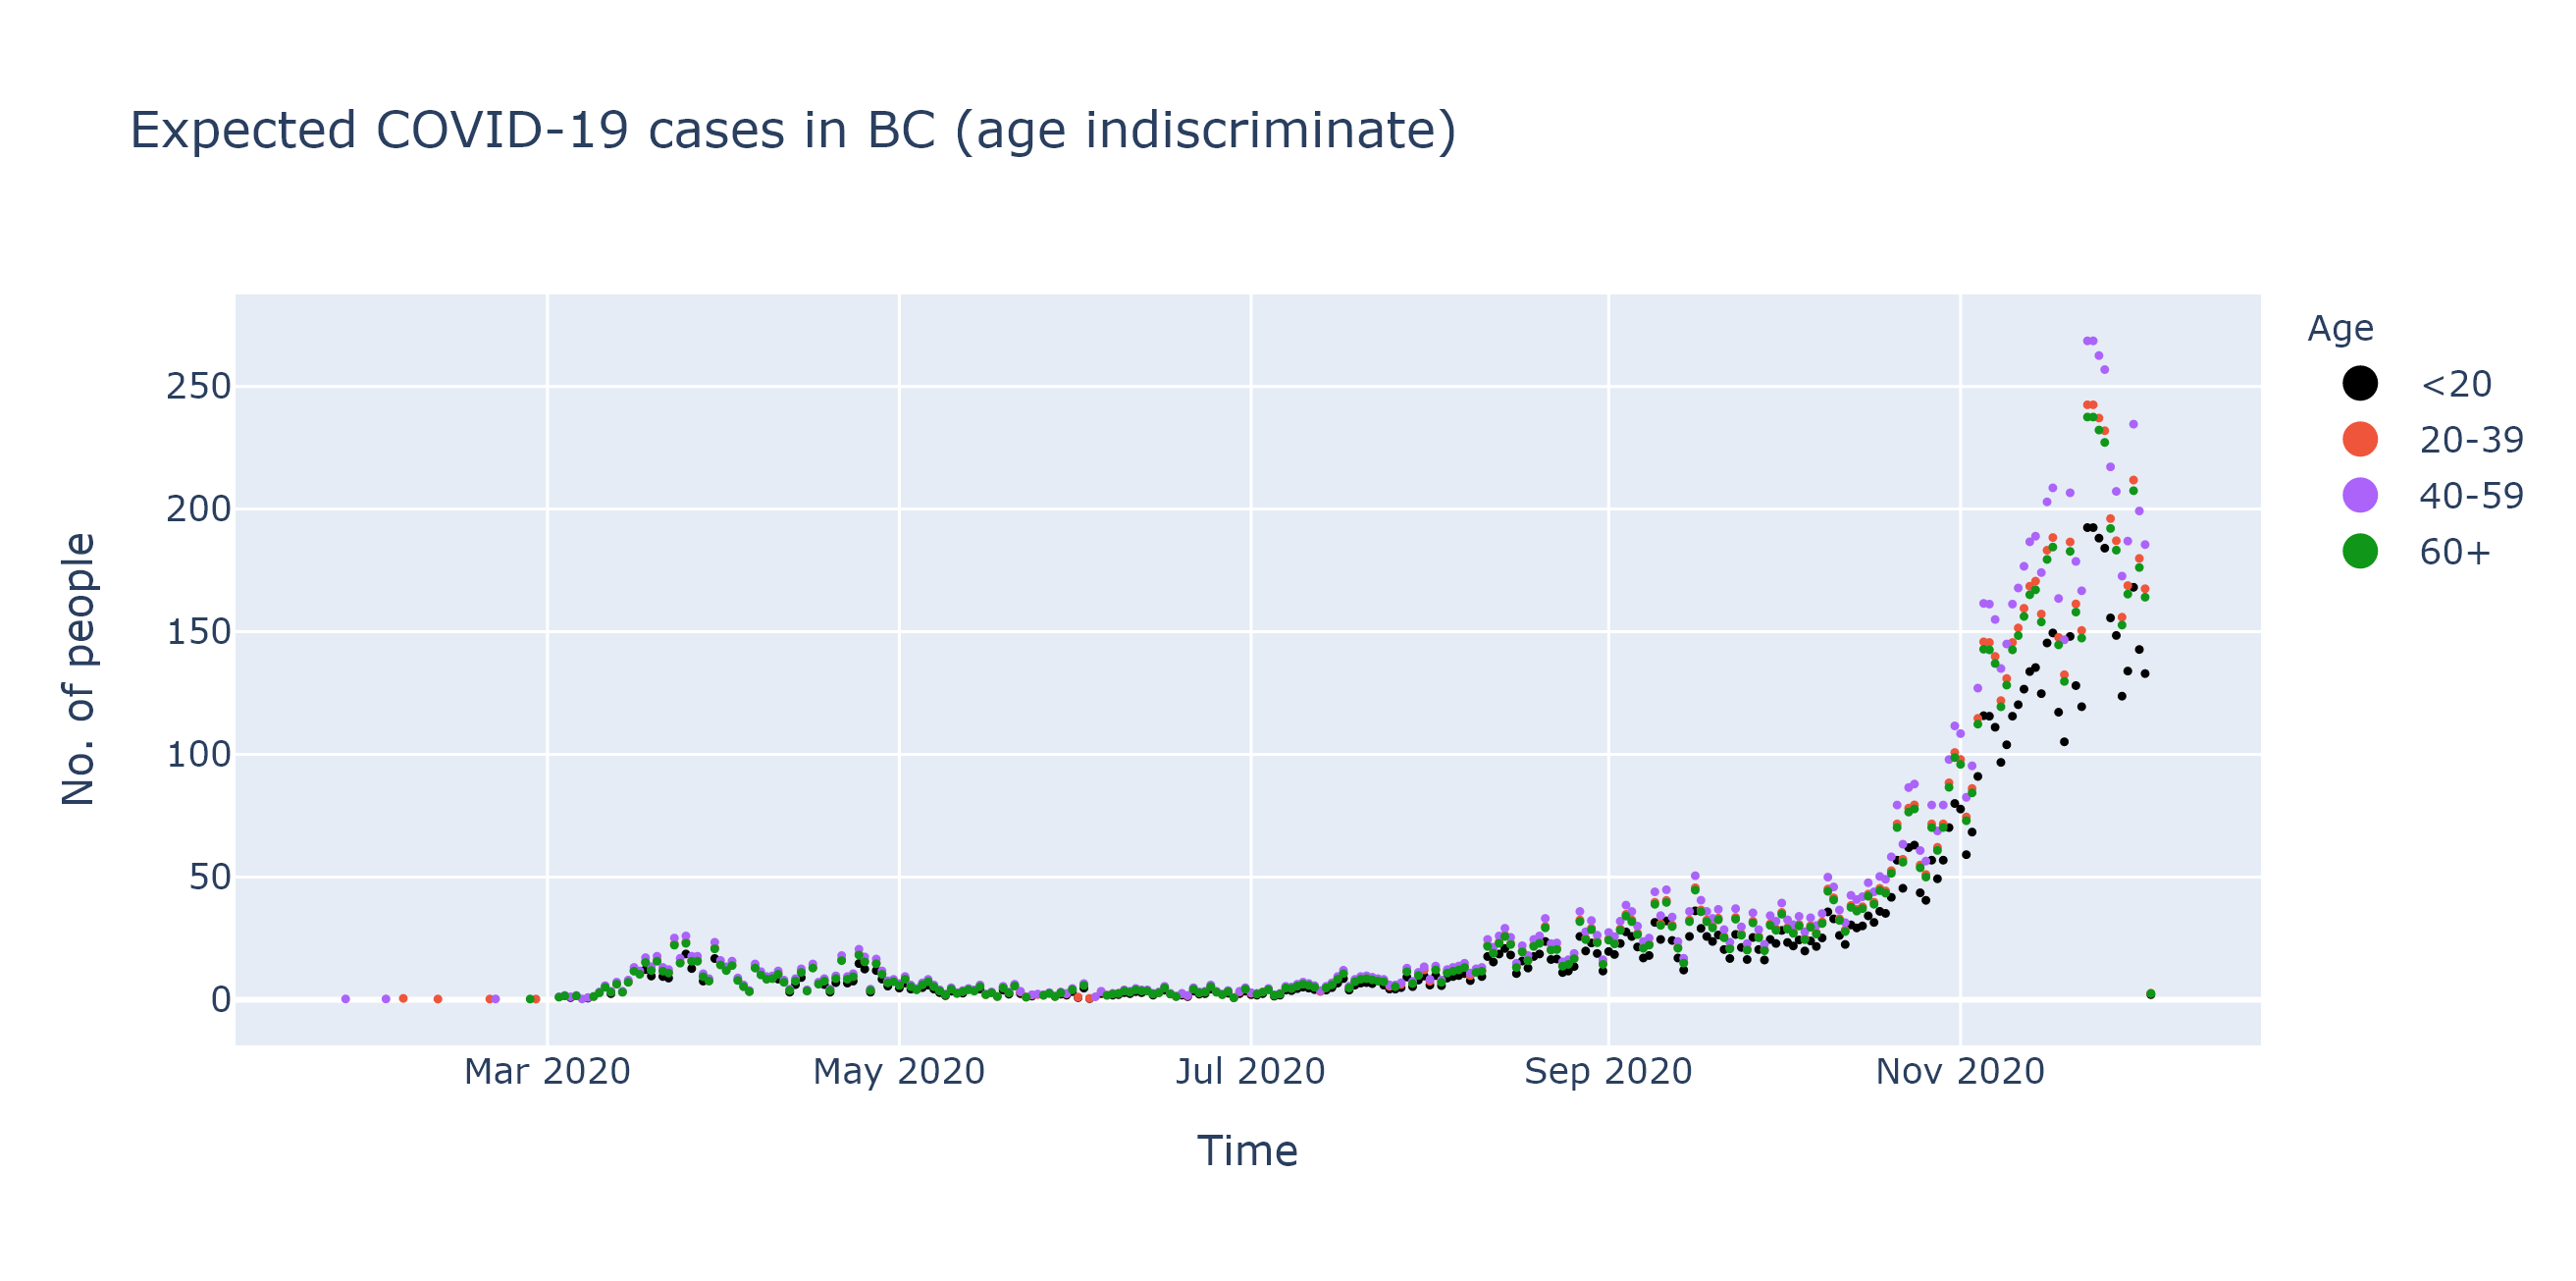 Expected COVID-19 cases in BC (age indiscriminate)
Age
<20
20-39
40-59
60+
250
200
150
100
50
0
No. of people
Mar 2020
May 2020
Jul 2020
Sep 2020
Nov 2020
Time